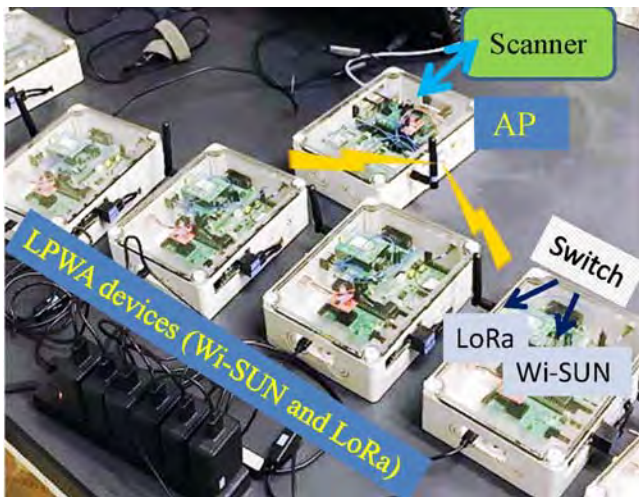 Scanner
AP
Switch
LoRa
Wi-SUN
LPWA devices (Wi-SUN and LoRa)